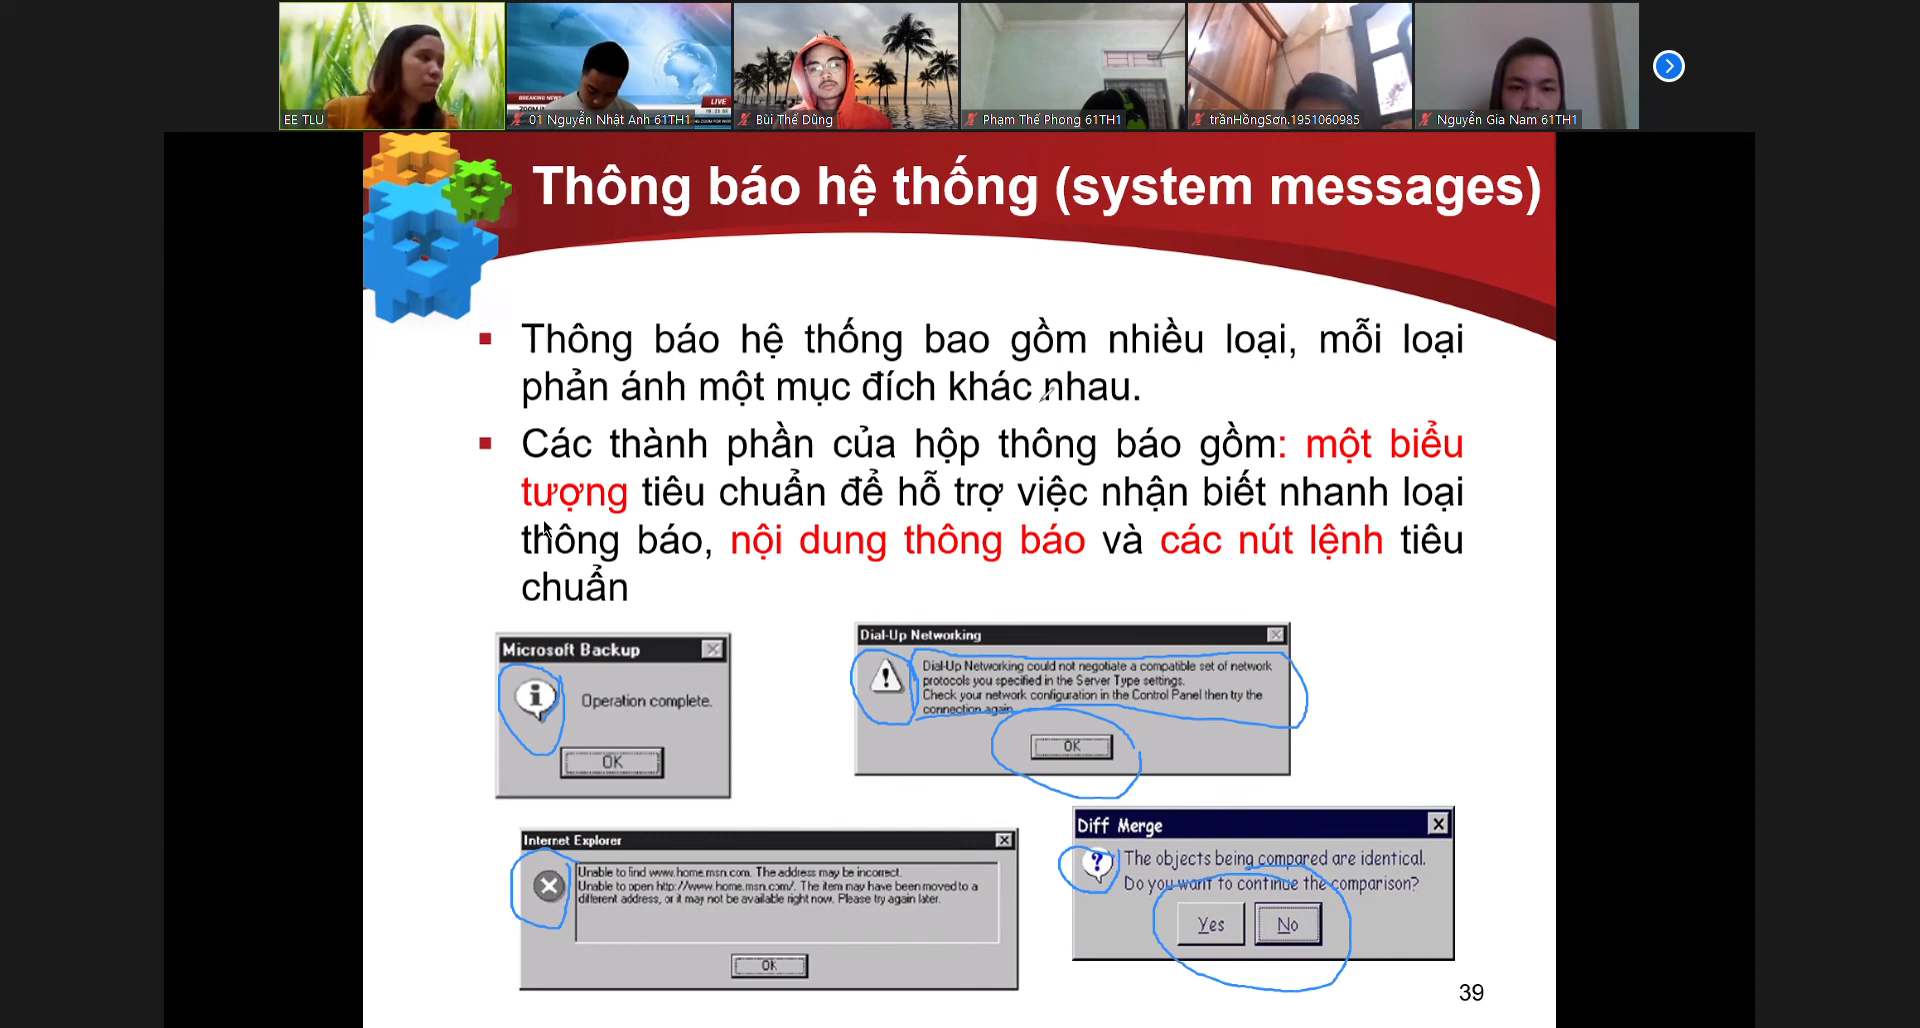 EE TLU
BREAKING NEWS
LIVE
01 Nguyễn Nhật Anh 61TH1
Bùi Thế Dũng
Phạm Thế Phong 61TH1
trầnHồngSơn.1951060985
Nguyễn Gia Nam 61TH1
Thông báo hệ thống (system messages)
Thông báo hệ thống bao gồm nhiều loại, mỗi loại
phản ánh một mục đích khác nhau.
Các thành phần của hộp thông báo gồm: một biểu
tượng tiêu chuẩn để hỗ trợ việc nhận biết nhanh loại
thông báo, nội dung thông báo và các nút lệnh tiêu
chuẩn
Microsoft Backup
Operation complete.
OK
Dial-Up Networking
Dial-Up Networking could not negotiate a compatible set of network
protocols you specified in the Server Type settings.
Check your network configuration in the Control Panel then try the
connection again.
OK
Internet Explorer
Unable to find www.home.msn.com. The address may be incorrect.
Unable to open http://www.home.msn.com/. The item may have been moved to a
different address, or it may not be available right now. Please try again later.
OK
Diff Merge
The objects being compared are identical.
Do you want to continue the comparison?
Yes
No
39